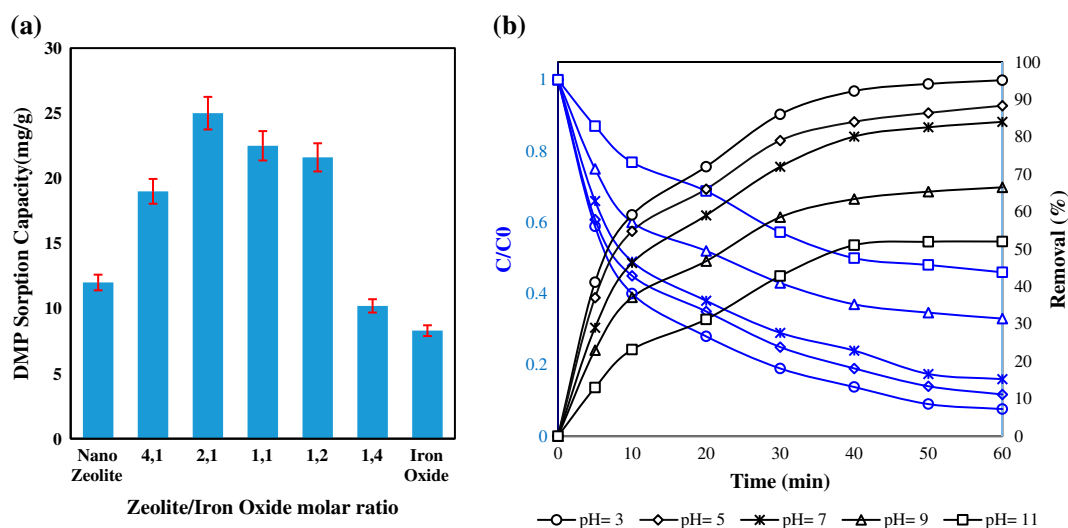 (a)
DMP Sorption Capacity(mg/g)
30
25
20
15
10
5
0
Nano Zeolite
4,1
2,1
1,1
1,2
1,4
Iron Oxide
Zeolite/Iron Oxide molar ratio
(b)
C/C0
1
0.8
0.6
0.4
0.2
0
100
90
80
70
60
50
40
30
20
10
0
Removal (%)
0 10 20 30 40 50 60
Time (min)
pH= 3 pH= 5 pH= 7 pH= 9 pH= 11